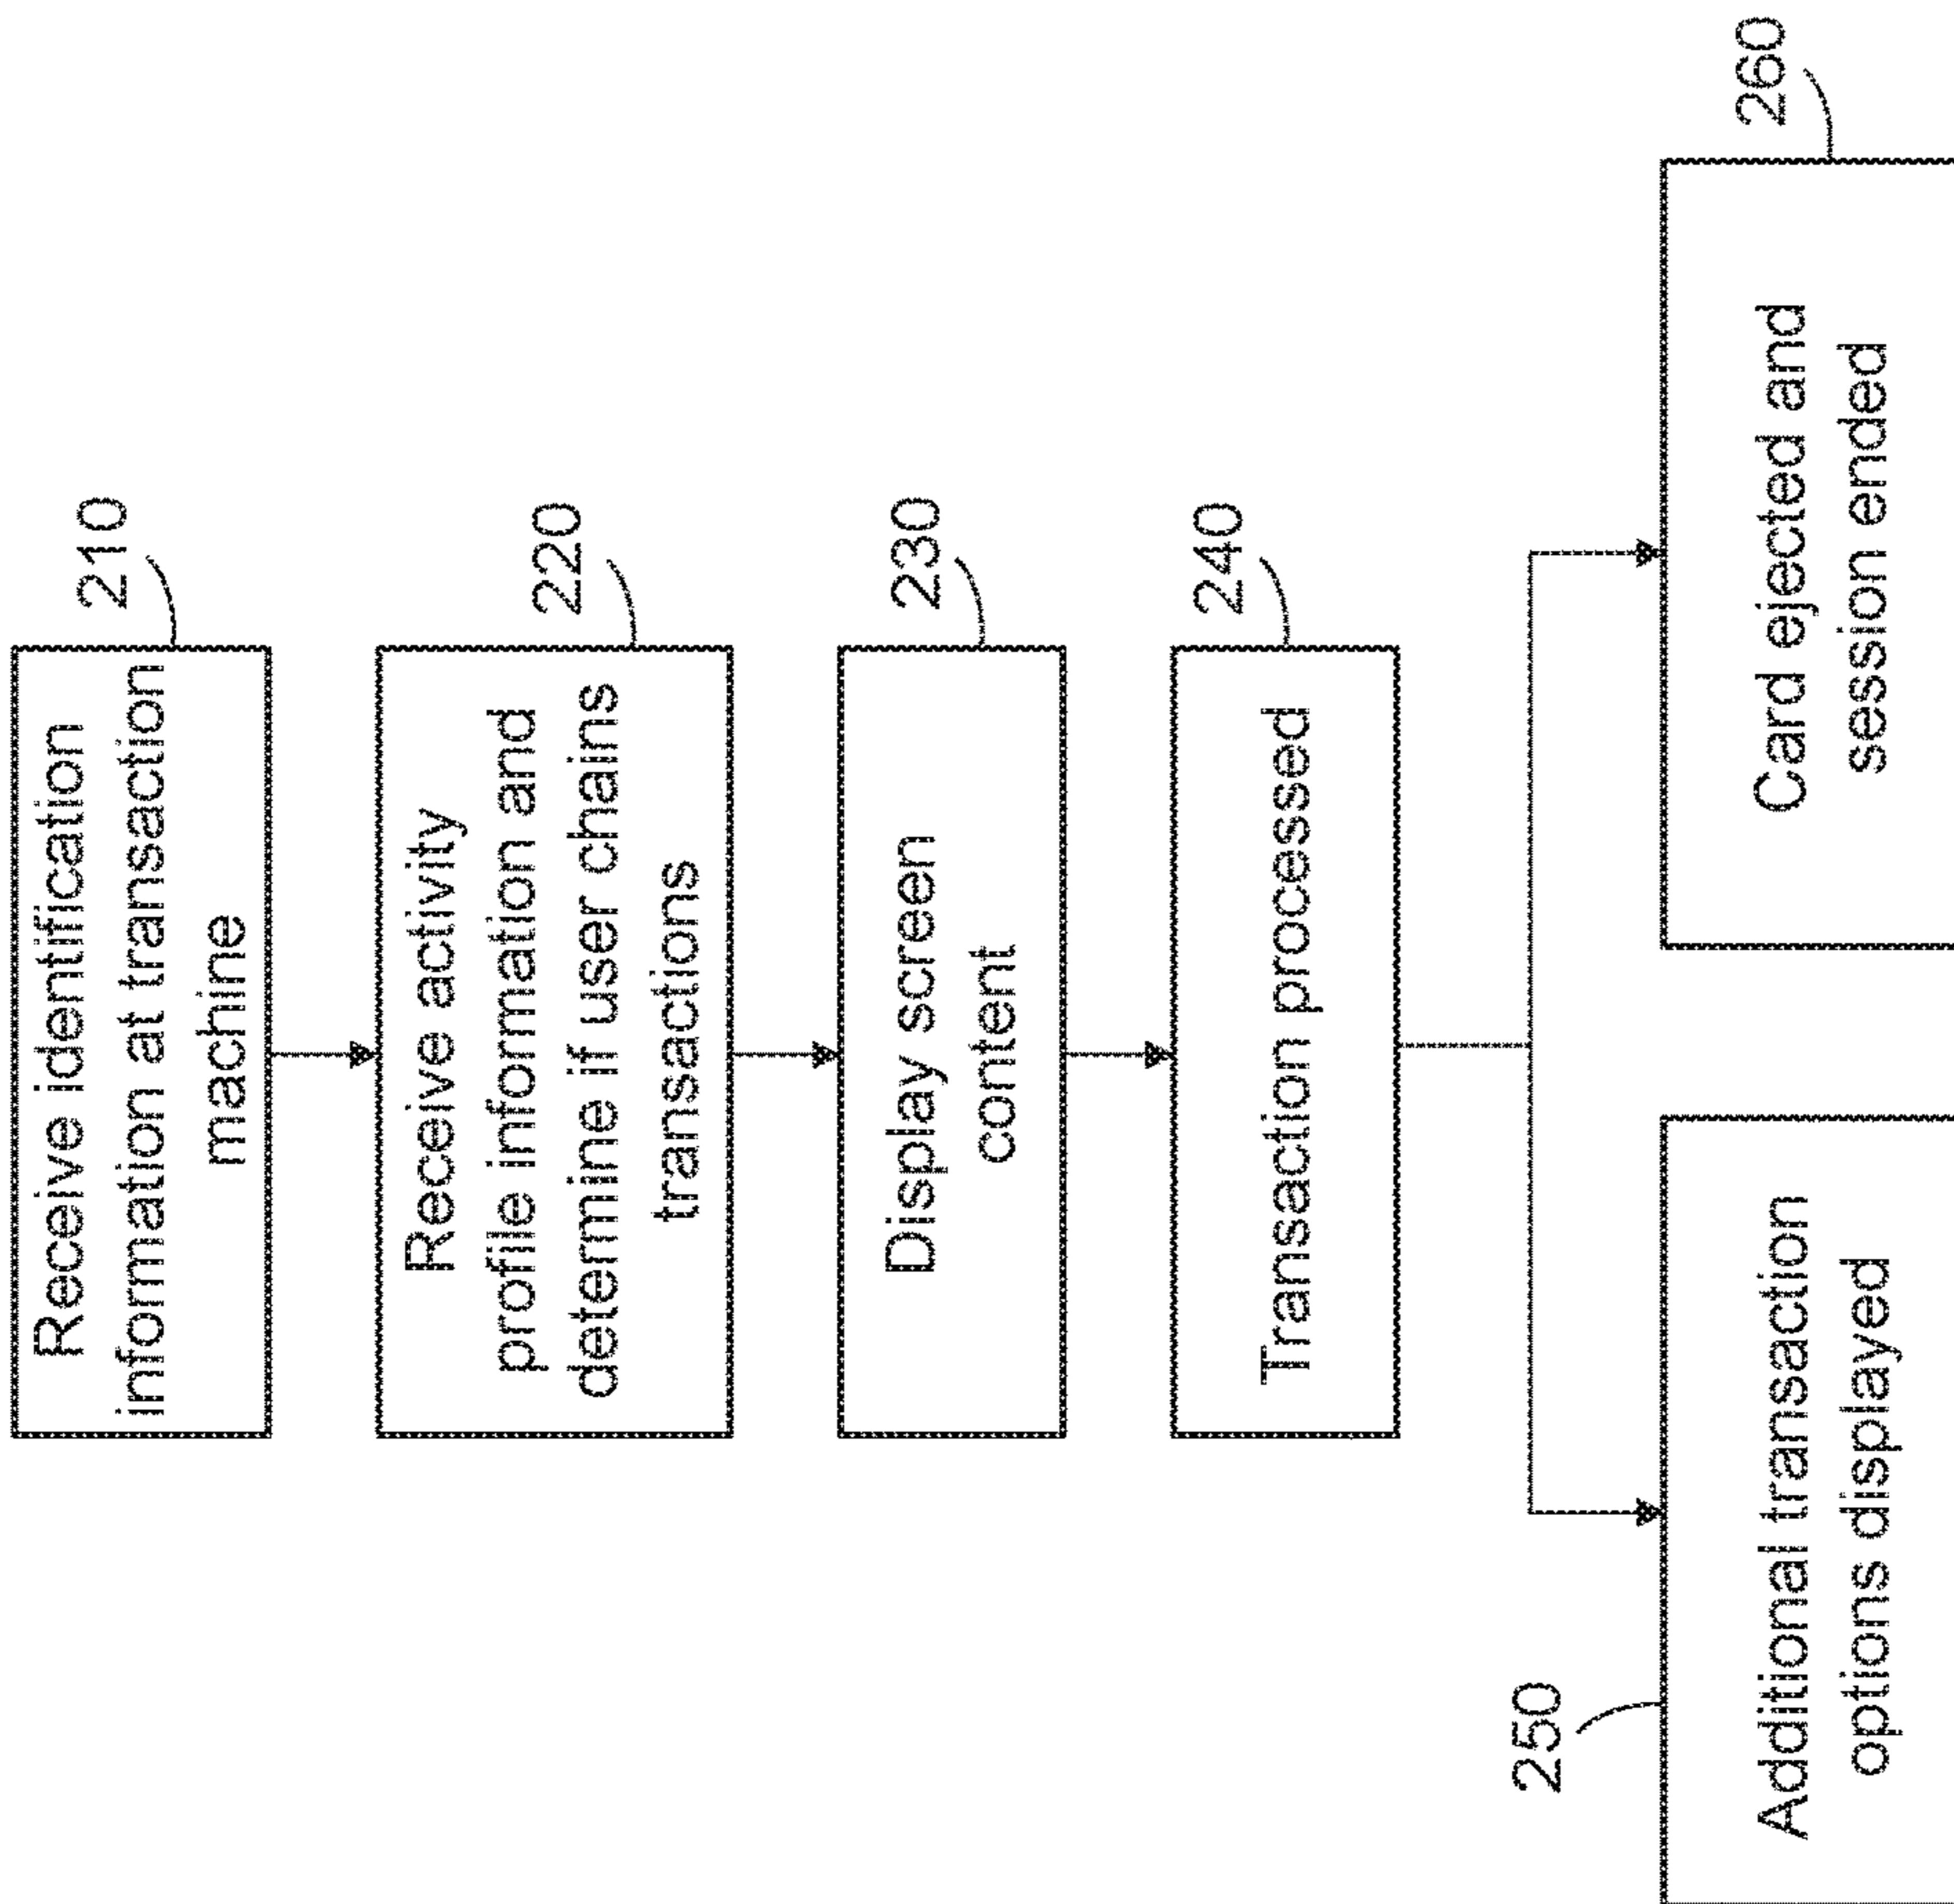 Receive identification
information at transaction
machine
210
Receive activity
profile information and
determine if user chains
transactions
220
Display screen
content
230
Transaction processed
240
250
Additional transaction
options displayed
260
Card ejected and
session ended